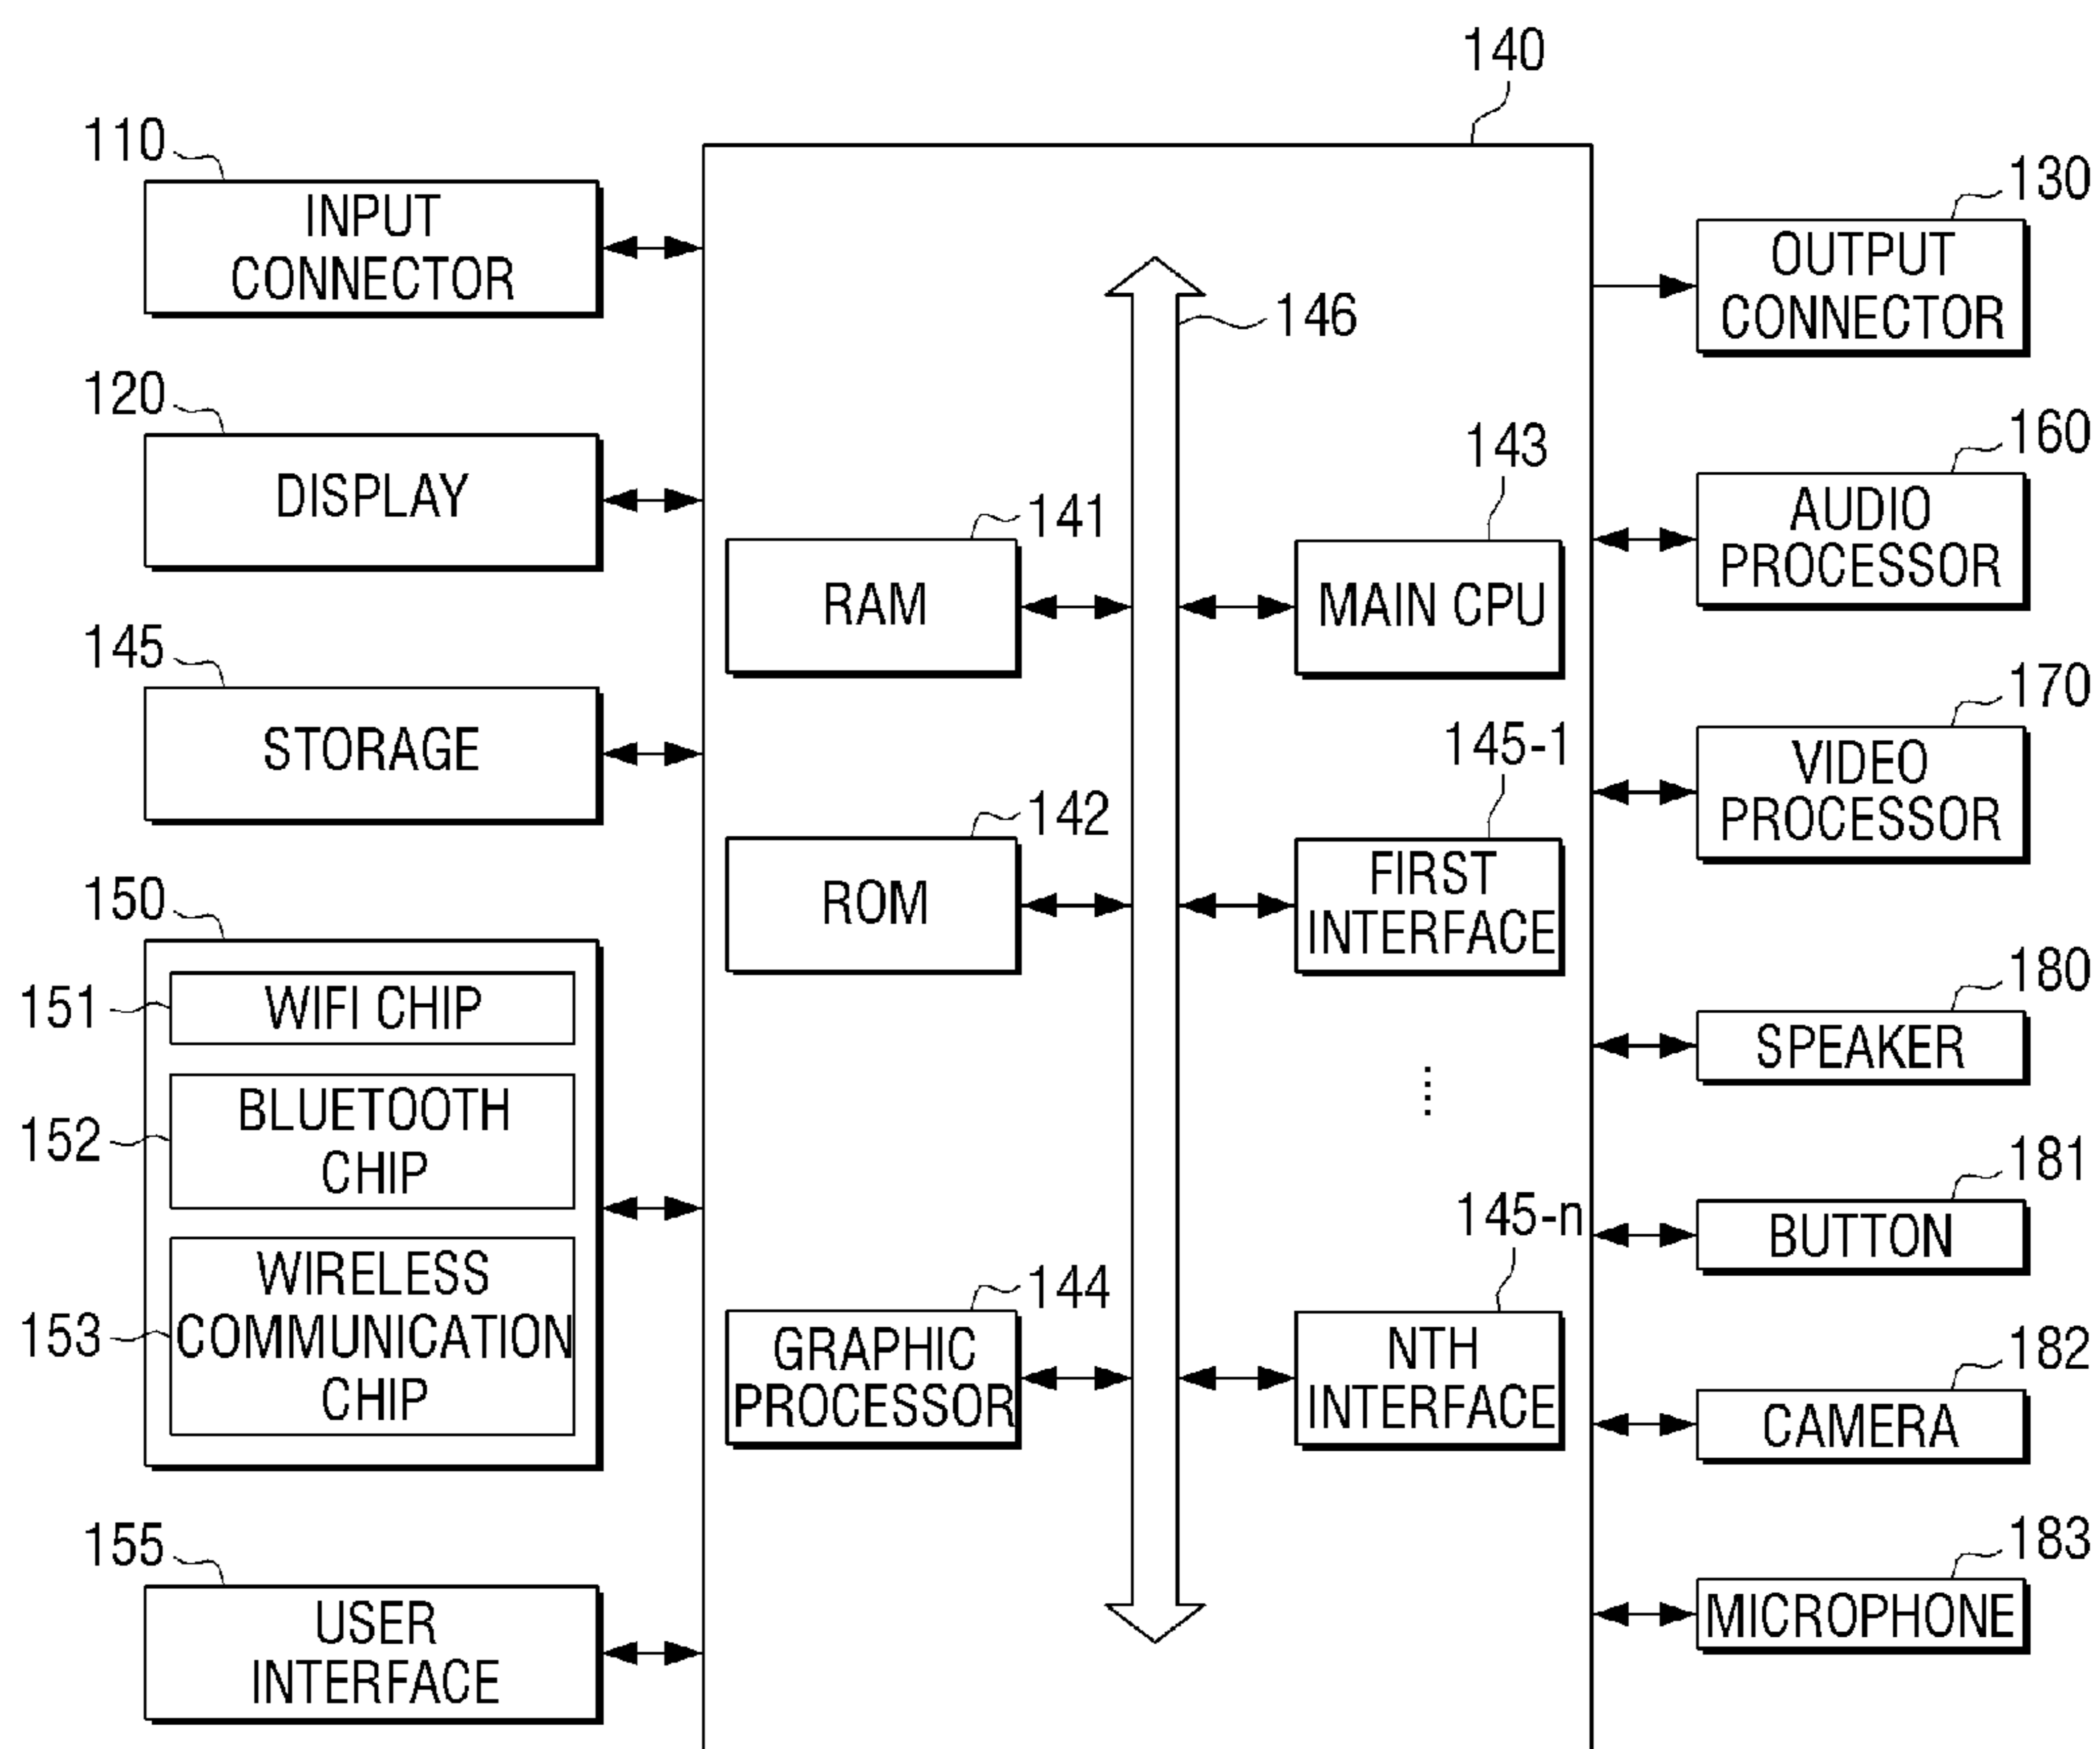 140
110
INPUT
CONNECTOR
120
DISPLAY
145
STORAGE
150
151
WIFI CHIP
152
BLUETOOTH
CHIP
153
WIRELESS
COMMUNICATION
CHIP
155
USER
INTERFACE
146
141
RAM
142
ROM
144
GRAPHIC
PROCESSOR
143
MAIN CPU
145-1
FIRST
INTERFACE
145-n
NTH
INTERFACE
130
OUTPUT
CONNECTOR
160
AUDIO
PROCESSOR
170
VIDEO
PROCESSOR
180
SPEAKER
181
BUTTON
182
CAMERA
183
MICROPHONE